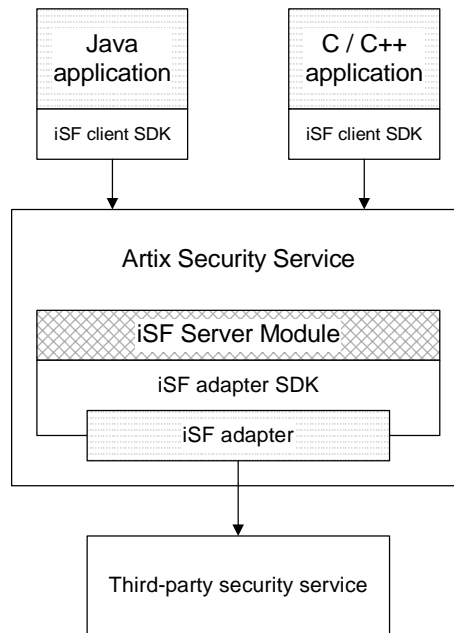 Java
application
C / C++
application
iSF client SDK
iSF client SDK
Artix Security Service
iSF Server Module
iSF adapter SDK
iSF adapter
Third-party security service